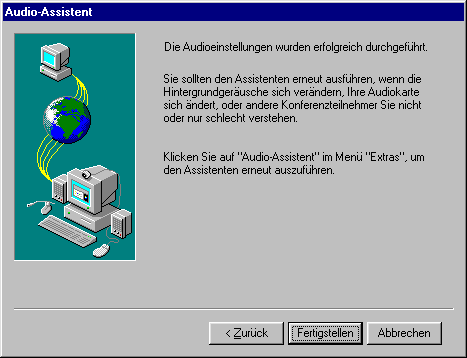 Audio-Assistent
Die Audioeinstellungen wurden erfolgreich durchgeführt.
Sie sollten den Assistenten erneut ausführen, wenn die
Hintergrundgeräusche sich verändern, Ihre Audiokarte
sich ändert, oder andere Konferenzteilnehmer Sie nicht
oder nur schlecht verstehen.
Klicken Sie auf "Audio-Assistent" im Menü "Extras", um
den Assistenten erneut auszuführen.
< Zurück Fertigstellen Abbrechen